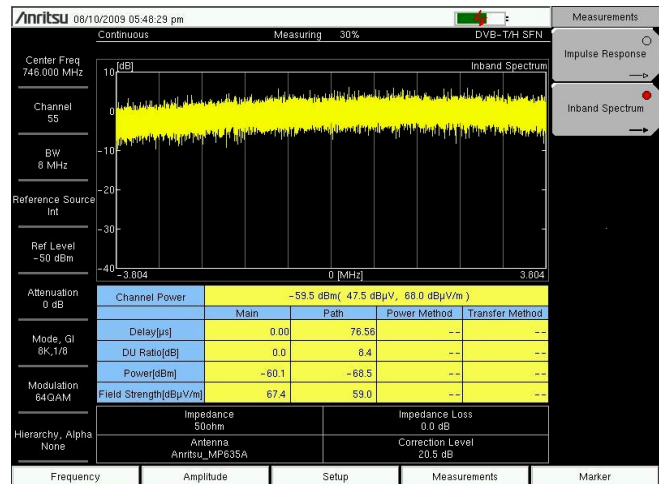 Anritsu 08/10/2009 05:48:29 pm
Measurements
Continuous Measuring 30% DVB-T/H SFN
Impulse Response
Inband Spectrum
Center Freq
746.000 MHz
Channel
55
BW
8 MHz
Reference Source
Int
Ref Level
-50 dBm
Attenuation
0 dB
Mode, GI
8K,1/8
Modulation
64QAM
Hierarchy, Alpha
None
[dB] Inband Spectrum
10
0
-10
-20
-30
-40
-3.804 0 [MHz] 3.804
Channel Power -59.5 dBm( 47.5 dBµV, 68.0 dBµV/m )
Main Path Power Method Transfer Method
Delay[µs] 0.00 76.56 -- --
DU Ratio[dB] 0.0 8.4 -- --
Power[dBm] -60.1 -68.5 -- --
Field Strength[dBµV/m] 67.4 59.0 -- --
Impedance Impedance Loss
50ohm 0.0 dB
Antenna Correction Level
Anritsu_MP635A 20.5 dB
Frequency Amplitude Setup Measurements Marker